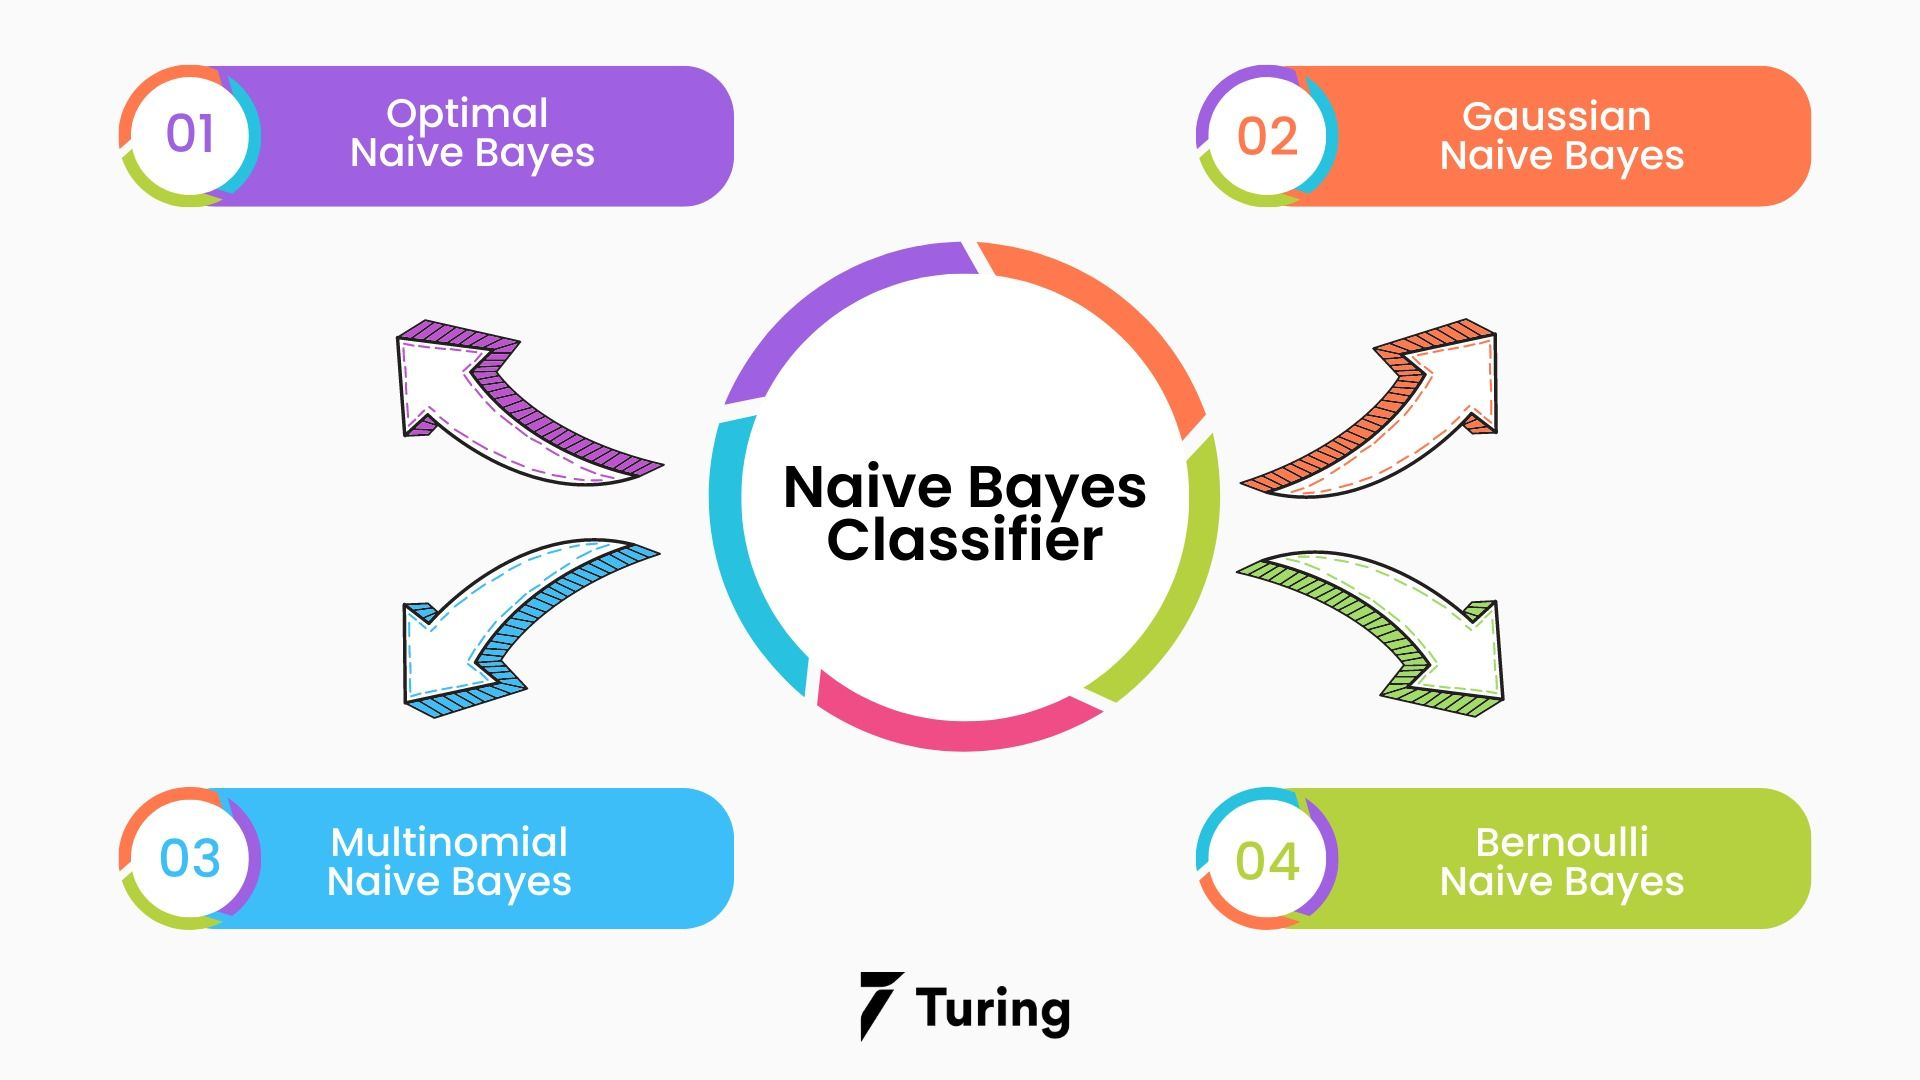 01
Optimal
Naive Bayes
02
Gaussian
Naive Bayes
Naive Bayes
Classifier
03
Multinomial
Naive Bayes
04
Bernoulli
Naive Bayes
Turing